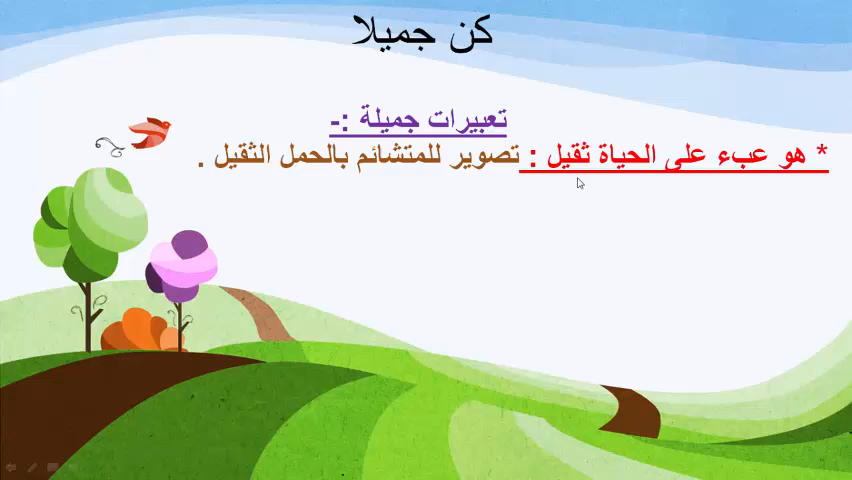 كن جميلا
تعبيرات جميلة :-
* هو عبء على الحياة ثقيل : تصوير للمتشائم بالحمل الثقيل .